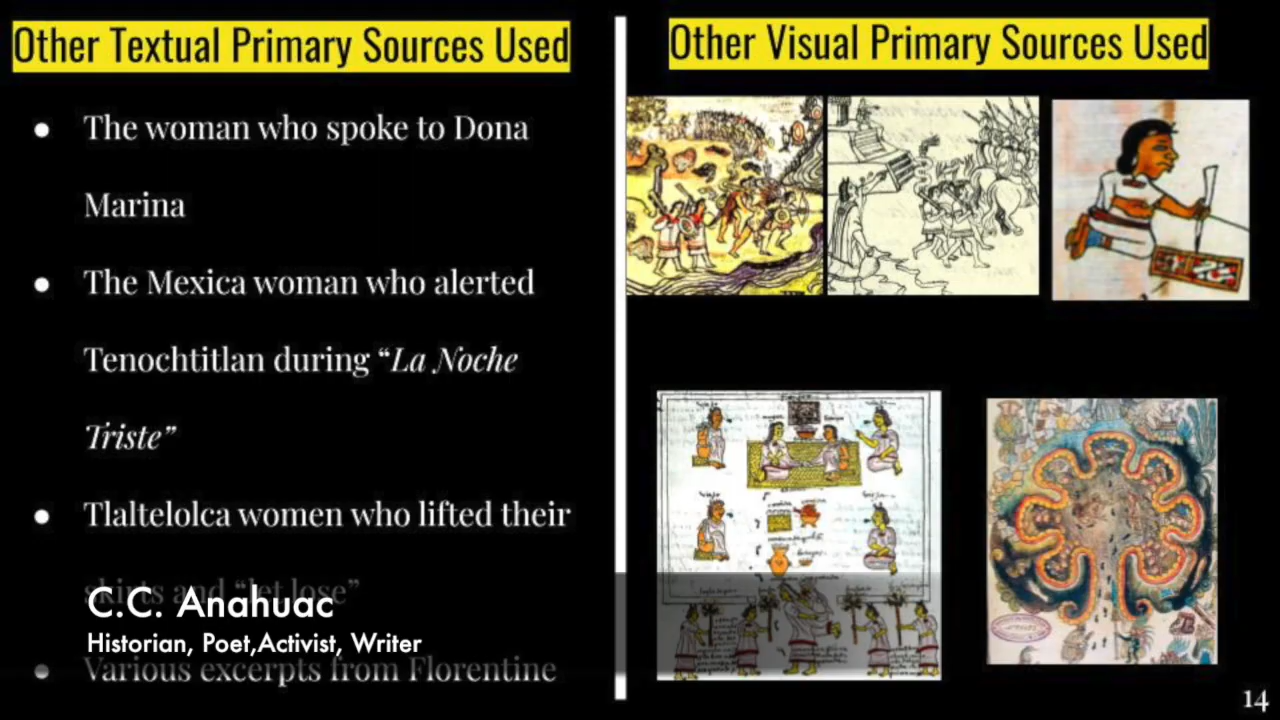 Other Textual Primary Sources Used
● The woman who spoke to Dona
Marina
● The Mexica woman who alerted
Tenochtitlan during “La Noche
Triste”
● Tlaltelolca women who lifted their
skirts and “let lose”
● Various excerpts from Florentine
C.C. Anahuac
Historian, Poet,Activist, Writer
Other Visual Primary Sources Used
14